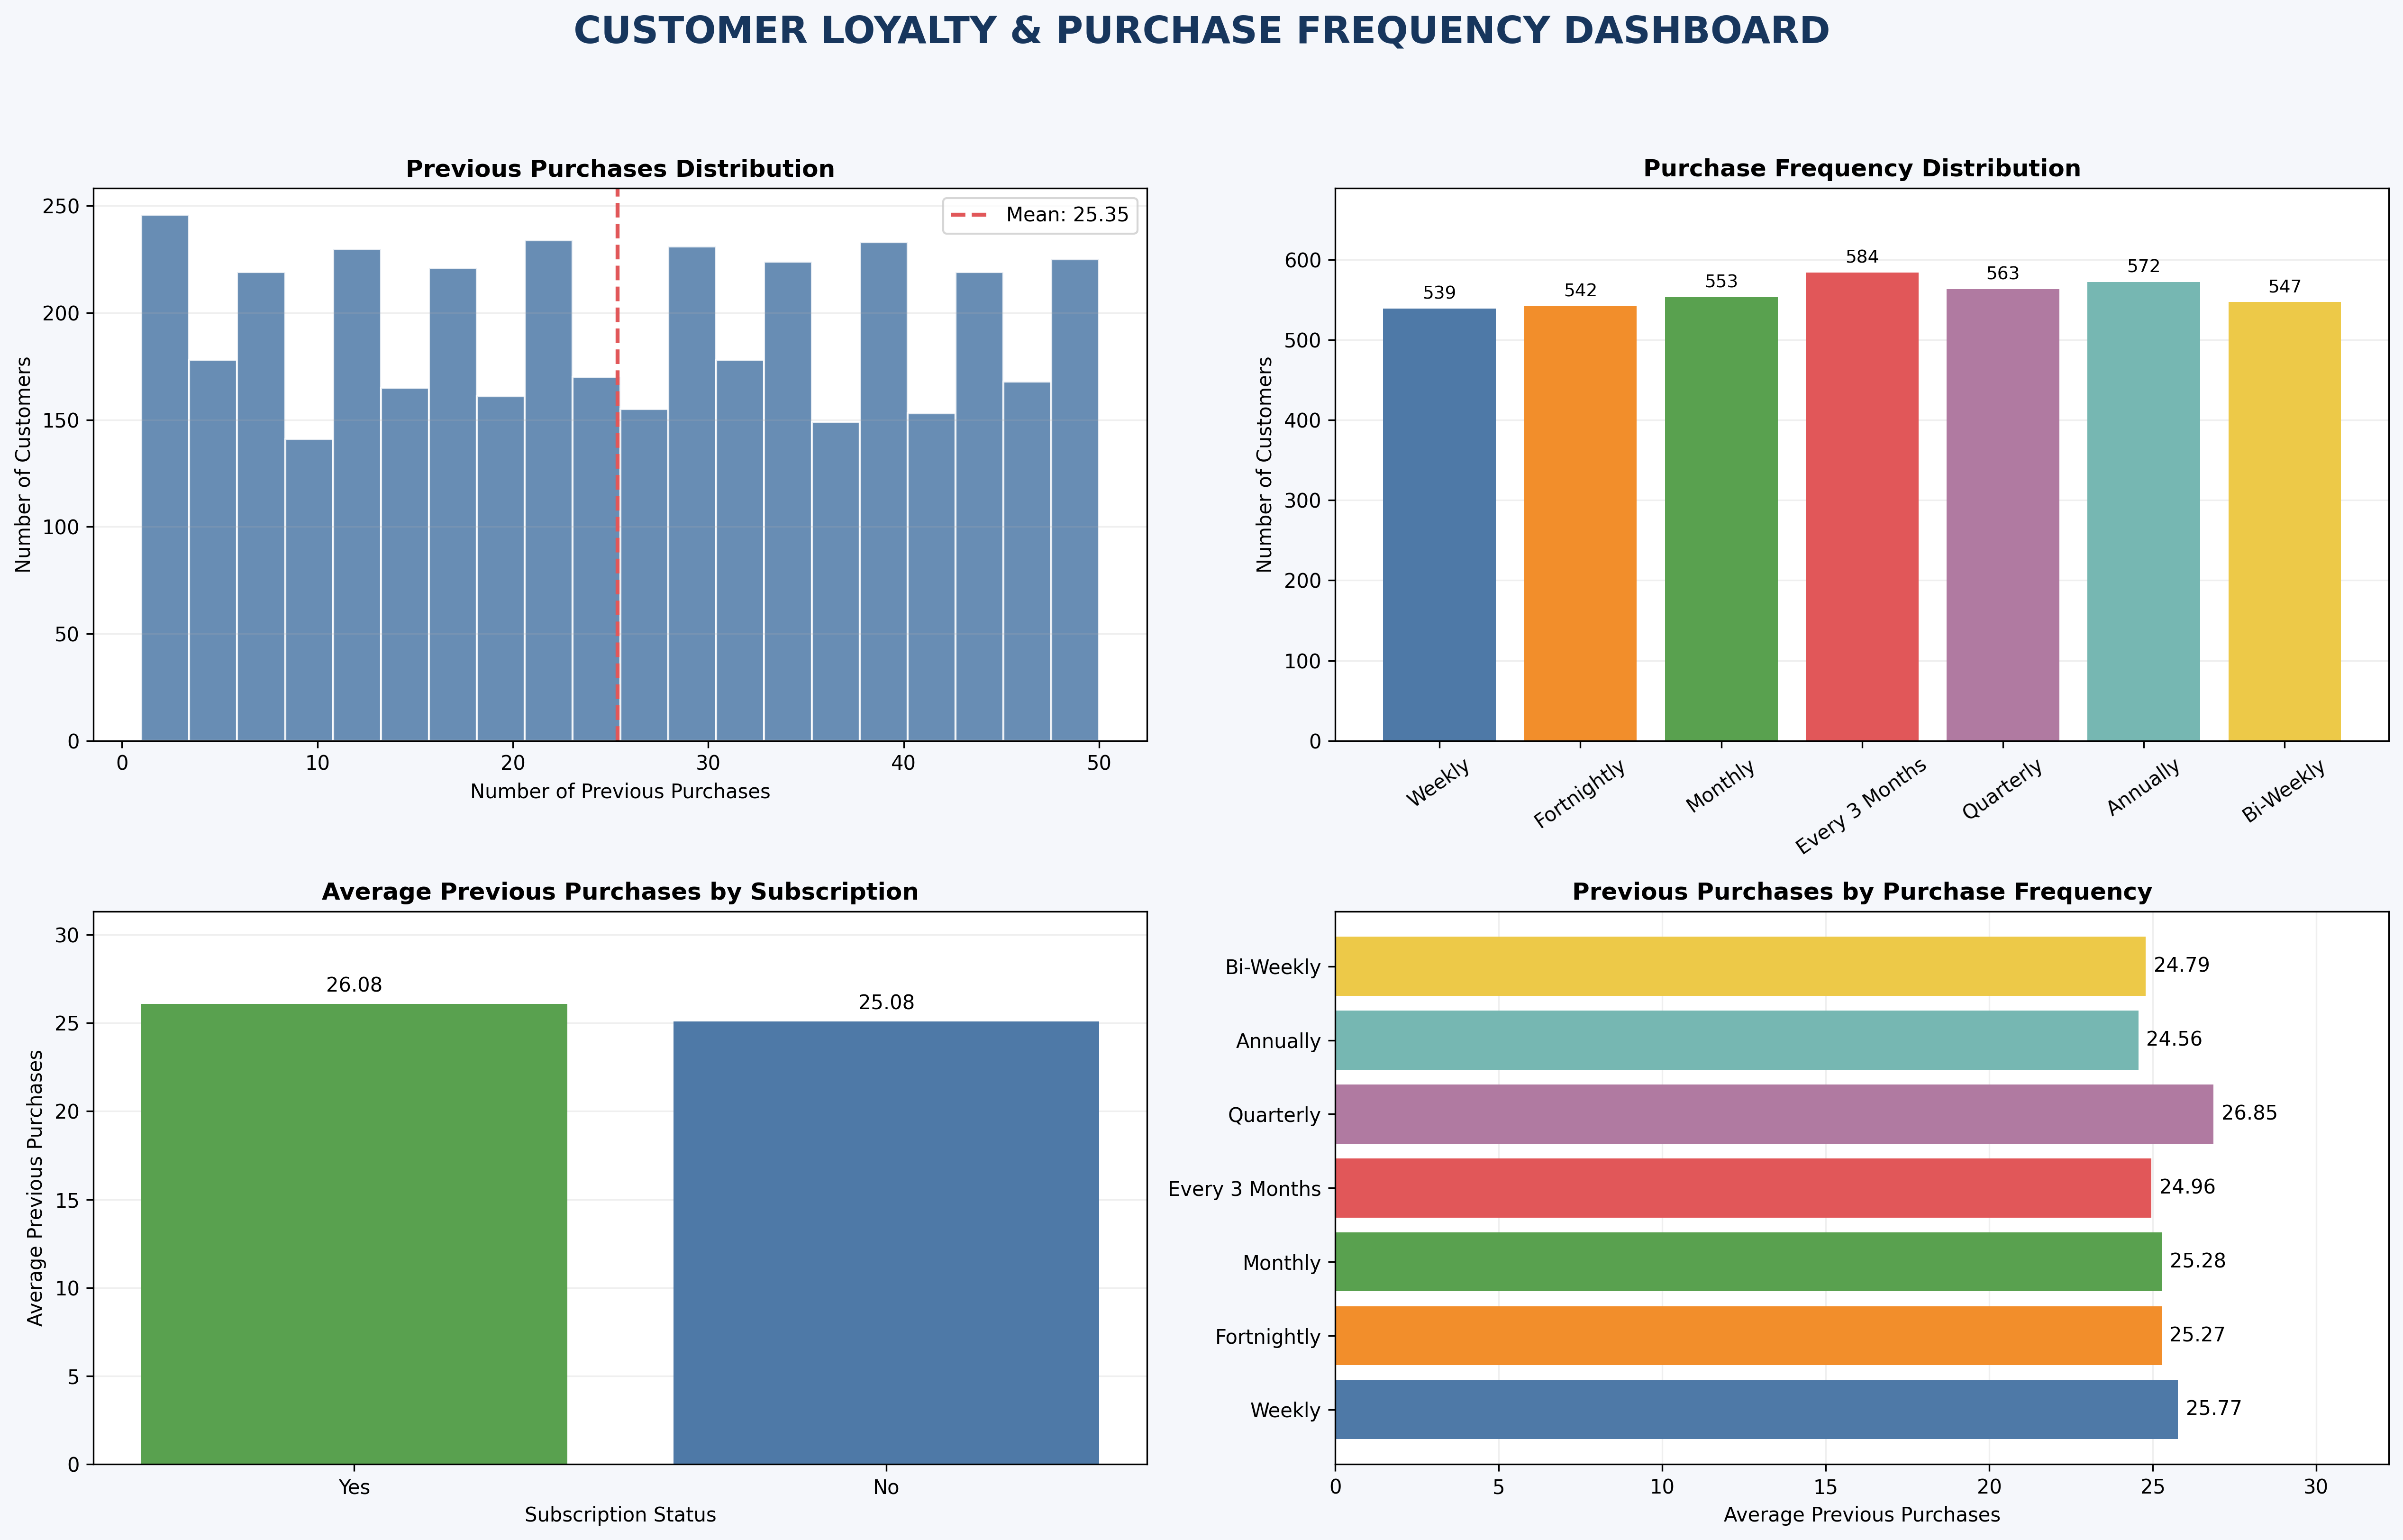 CUSTOMER LOYALTY & PURCHASE FREQUENCY DASHBOARD
Previous Purchases Distribution
Number of Customers
250
200
150
100
50
0
Mean: 25.35
0 10 20 30 40 50
Number of Previous Purchases
Purchase Frequency Distribution
Number of Customers
600
500
400
300
200
100
0
539 542 553 584 563 572 547
Weekly Fortnightly Monthly Every 3 Months Quarterly Annually Bi-Weekly
Average Previous Purchases by Subscription
Average Previous Purchases
30
25
20
15
10
5
0
26.08 25.08
Yes No
Subscription Status
Previous Purchases by Purchase Frequency
Bi-Weekly 24.79
Annually 24.56
Quarterly 26.85
Every 3 Months 24.96
Monthly 25.28
Fortnightly 25.27
Weekly 25.77
0 5 10 15 20 25 30
Average Previous Purchases